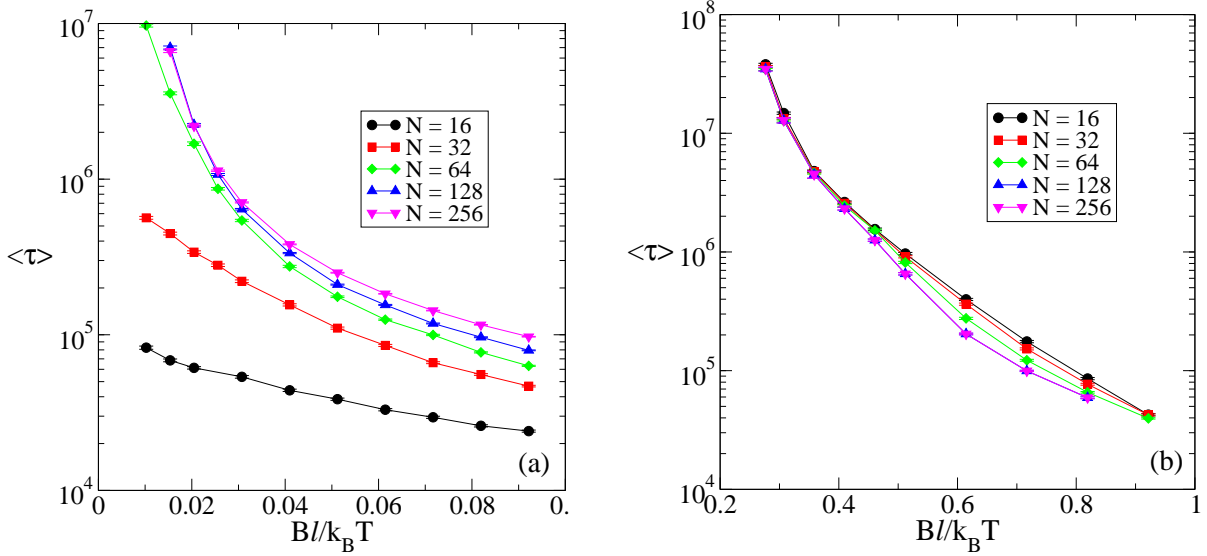 10^7
10^6
10^5
10^4
<τ>
N = 16
N = 32
N = 64
N = 128
N = 256
(a)
0 0.02 0.04 0.06 0.08 0.
Bl/k_BT
10^8
10^7
10^6
10^5
10^4
<τ>
N = 16
N = 32
N = 64
N = 128
N = 256
(b)
0.2 0.4 0.6 0.8 1
Bl/k_BT